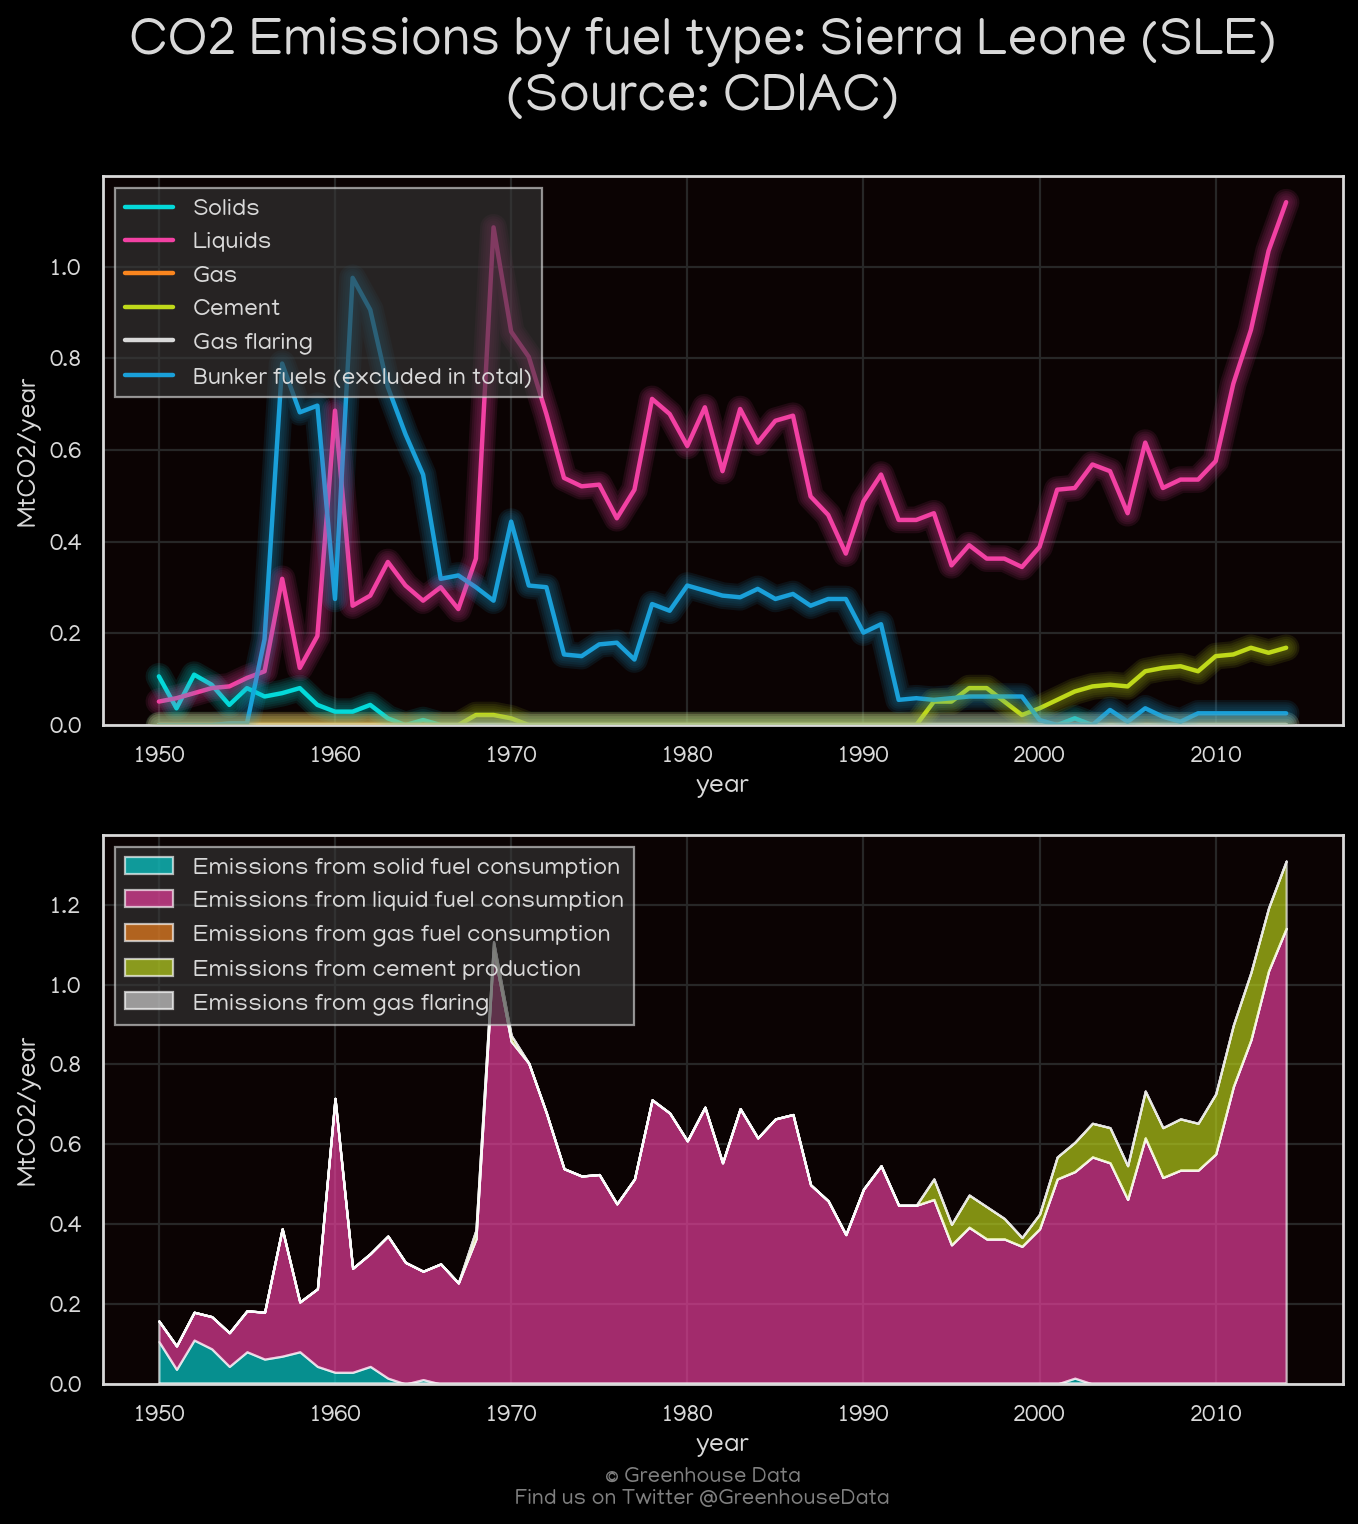 CO2 Emissions by fuel type: Sierra Leone (SLE)
(Source: CDIAC)
Solids
Liquids
Gas
Cement
Gas flaring
Bunker fuels (excluded in total)
1.0
0.8
0.6
0.4
0.2
0.0
MtCO2/year
1950 1960 1970 1980 1990 2000 2010
year
Emissions from solid fuel consumption
Emissions from liquid fuel consumption
Emissions from gas fuel consumption
Emissions from cement production
Emissions from gas flaring
1.2
1.0
0.8
0.6
0.4
0.2
0.0
MtCO2/year
1950 1960 1970 1980 1990 2000 2010
year
© Greenhouse Data
Find us on Twitter @GreenhouseData